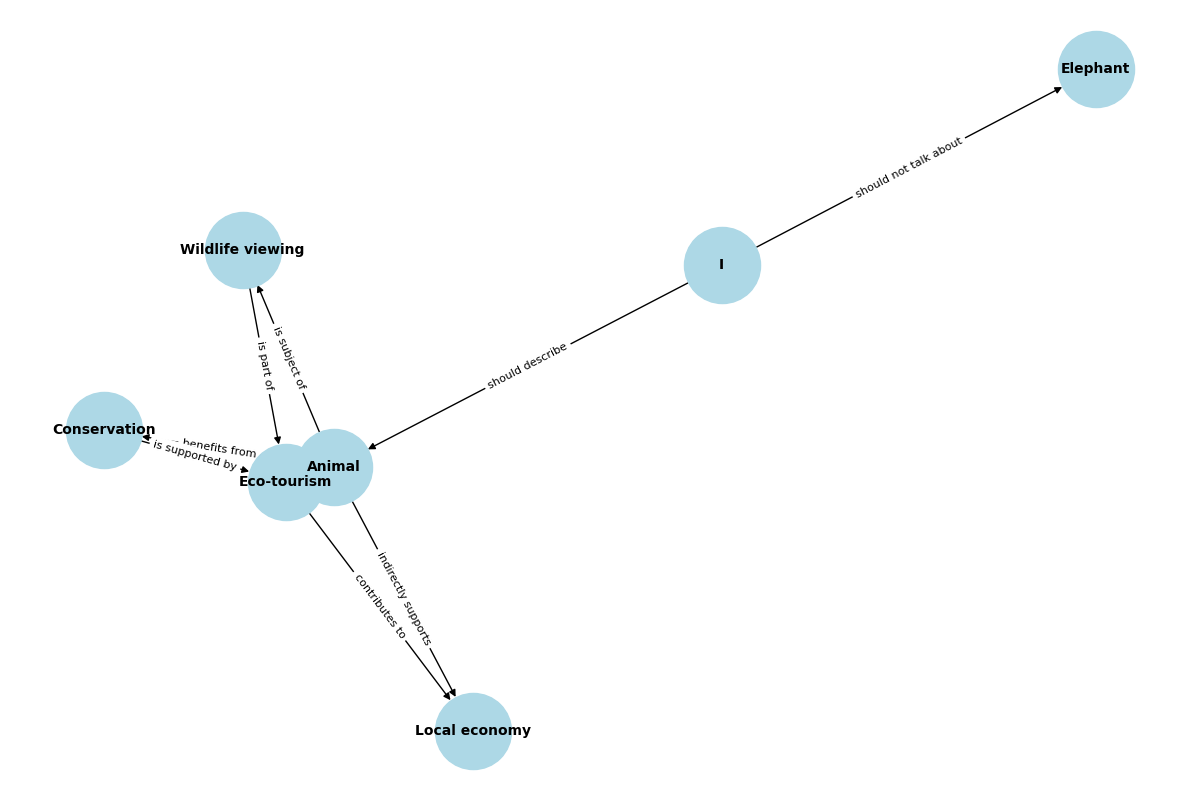 Elephant
should not talk about
Wildlife viewing
I
is subject of
is part of
should describe
Conservation
benefits from
is supported by
Animal
Eco-tourism
indirectly supports
contributes to
Local economy